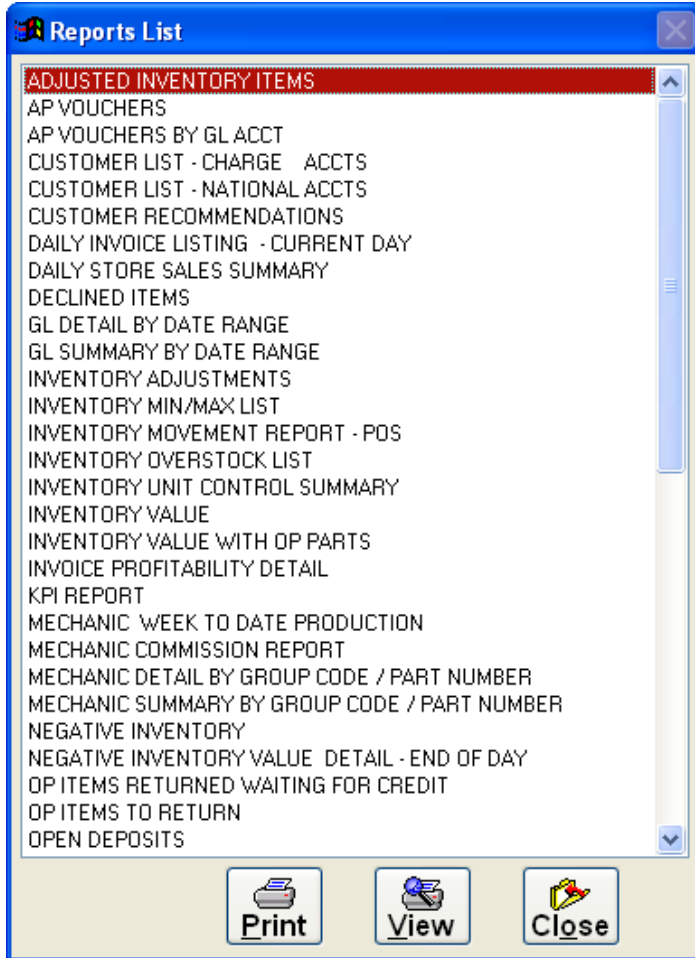 Reports List
ADJUSTED INVENTORY ITEMS
AP VOUCHERS
AP VOUCHERS BY GL ACCT
CUSTOMER LIST - CHARGE    ACCTS
CUSTOMER LIST - NATIONAL ACCTS
CUSTOMER RECOMMENDATIONS
DAILY INVOICE LISTING  - CURRENT DAY
DAILY STORE SALES SUMMARY
DECLINED ITEMS
GL DETAIL BY DATE RANGE
GL SUMMARY BY DATE RANGE
INVENTORY ADJUSTMENTS
INVENTORY MIN/MAX LIST
INVENTORY MOVEMENT REPORT - POS
INVENTORY OVERSTOCK LIST
INVENTORY UNIT CONTROL SUMMARY
INVENTORY VALUE
INVENTORY VALUE WITH OP PARTS
INVOICE PROFITABILITY DETAIL
KPI REPORT
MECHANIC  WEEK TO DATE PRODUCTION
MECHANIC COMMISSION REPORT
MECHANIC DETAIL BY GROUP CODE / PART NUMBER
MECHANIC SUMMARY BY GROUP CODE / PART NUMBER
NEGATIVE INVENTORY
NEGATIVE INVENTORY VALUE  DETAIL - END OF DAY
OP ITEMS RETURNED WAITING FOR CREDIT
OP ITEMS TO RETURN
OPEN DEPOSITS
Print View Close